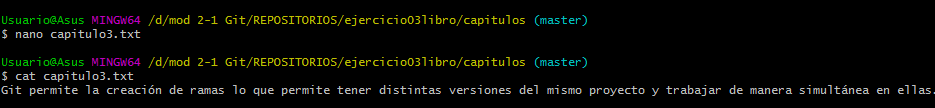 Usuario@Asus MINGW64 /d/mod 2-1 Git/REPOSITORIOS/ejercicio03libro/capitulos (master)
$ nano capitulo3.txt
Usuario@Asus MINGW64 /d/mod 2-1 Git/REPOSITORIOS/ejercicio03libro/capitulos (master)
$ cat capitulo3.txt
Git permite la creación de ramas lo que permite tener distintas versiones del mismo proyecto y trabajar de manera simultánea en ellas.